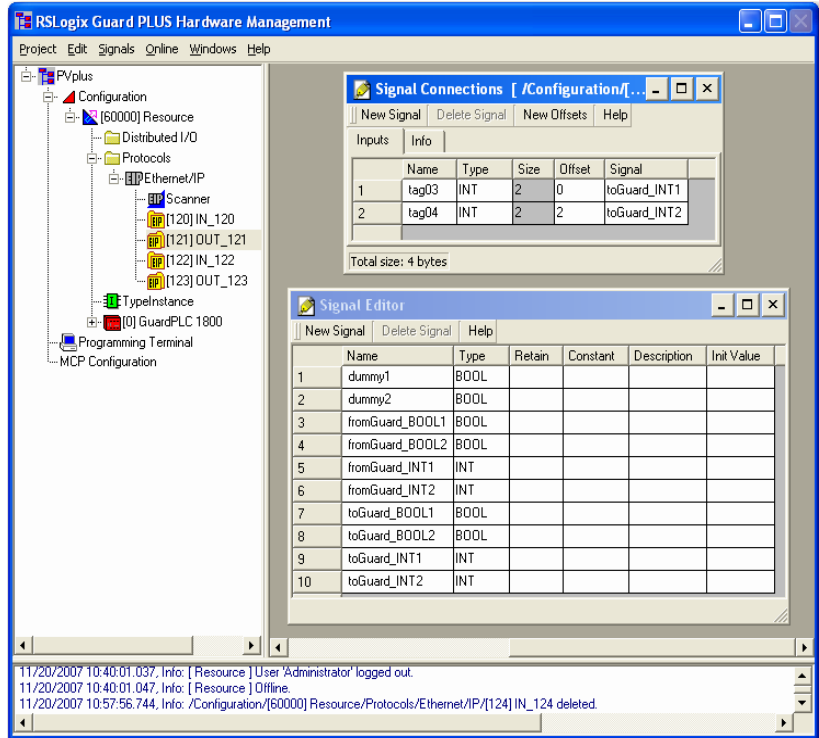 RSLogix Guard PLUS Hardware Management
Project Edit Signals Online Windows Help
PVplus
Configuration
[60000] Resource
Distributed I/O
Protocols
Ethernet/IP
EIP Scanner
EIP [120] IN_120
EIP [121] OUT_121
EIP [122] IN_122
EIP [123] OUT_123
TypeInstance
[0] GuardPLC 1800
Programming Terminal
MCP Configuration
Signal Connections [ /Configuration/[...
New Signal Delete Signal New Offsets Help
Inputs Info
Name Type Size Offset Signal
1 tag03 INT 2 0 toGuard_INT1
2 tag04 INT 2 2 toGuard_INT2
Total size: 4 bytes
Signal Editor
New Signal Delete Signal Help
Name Type Retain Constant Description Init Value
1 dummy1 BOOL
2 dummy2 BOOL
3 fromGuard_BOOL1 BOOL
4 fromGuard_BOOL2 BOOL
5 fromGuard_INT1 INT
6 fromGuard_INT2 INT
7 toGuard_BOOL1 BOOL
8 toGuard_BOOL2 BOOL
9 toGuard_INT1 INT
10 toGuard_INT2 INT
11/20/2007 10:40:01.037, Info: [ Resource ] User 'Administrator' logged out.
11/20/2007 10:40:01.047, Info: [ Resource ] Offline.
11/20/2007 10:57:56.744, Info: /Configuration/[60000] Resource/Protocols/Ethernet/IP/[124] IN_124 deleted.